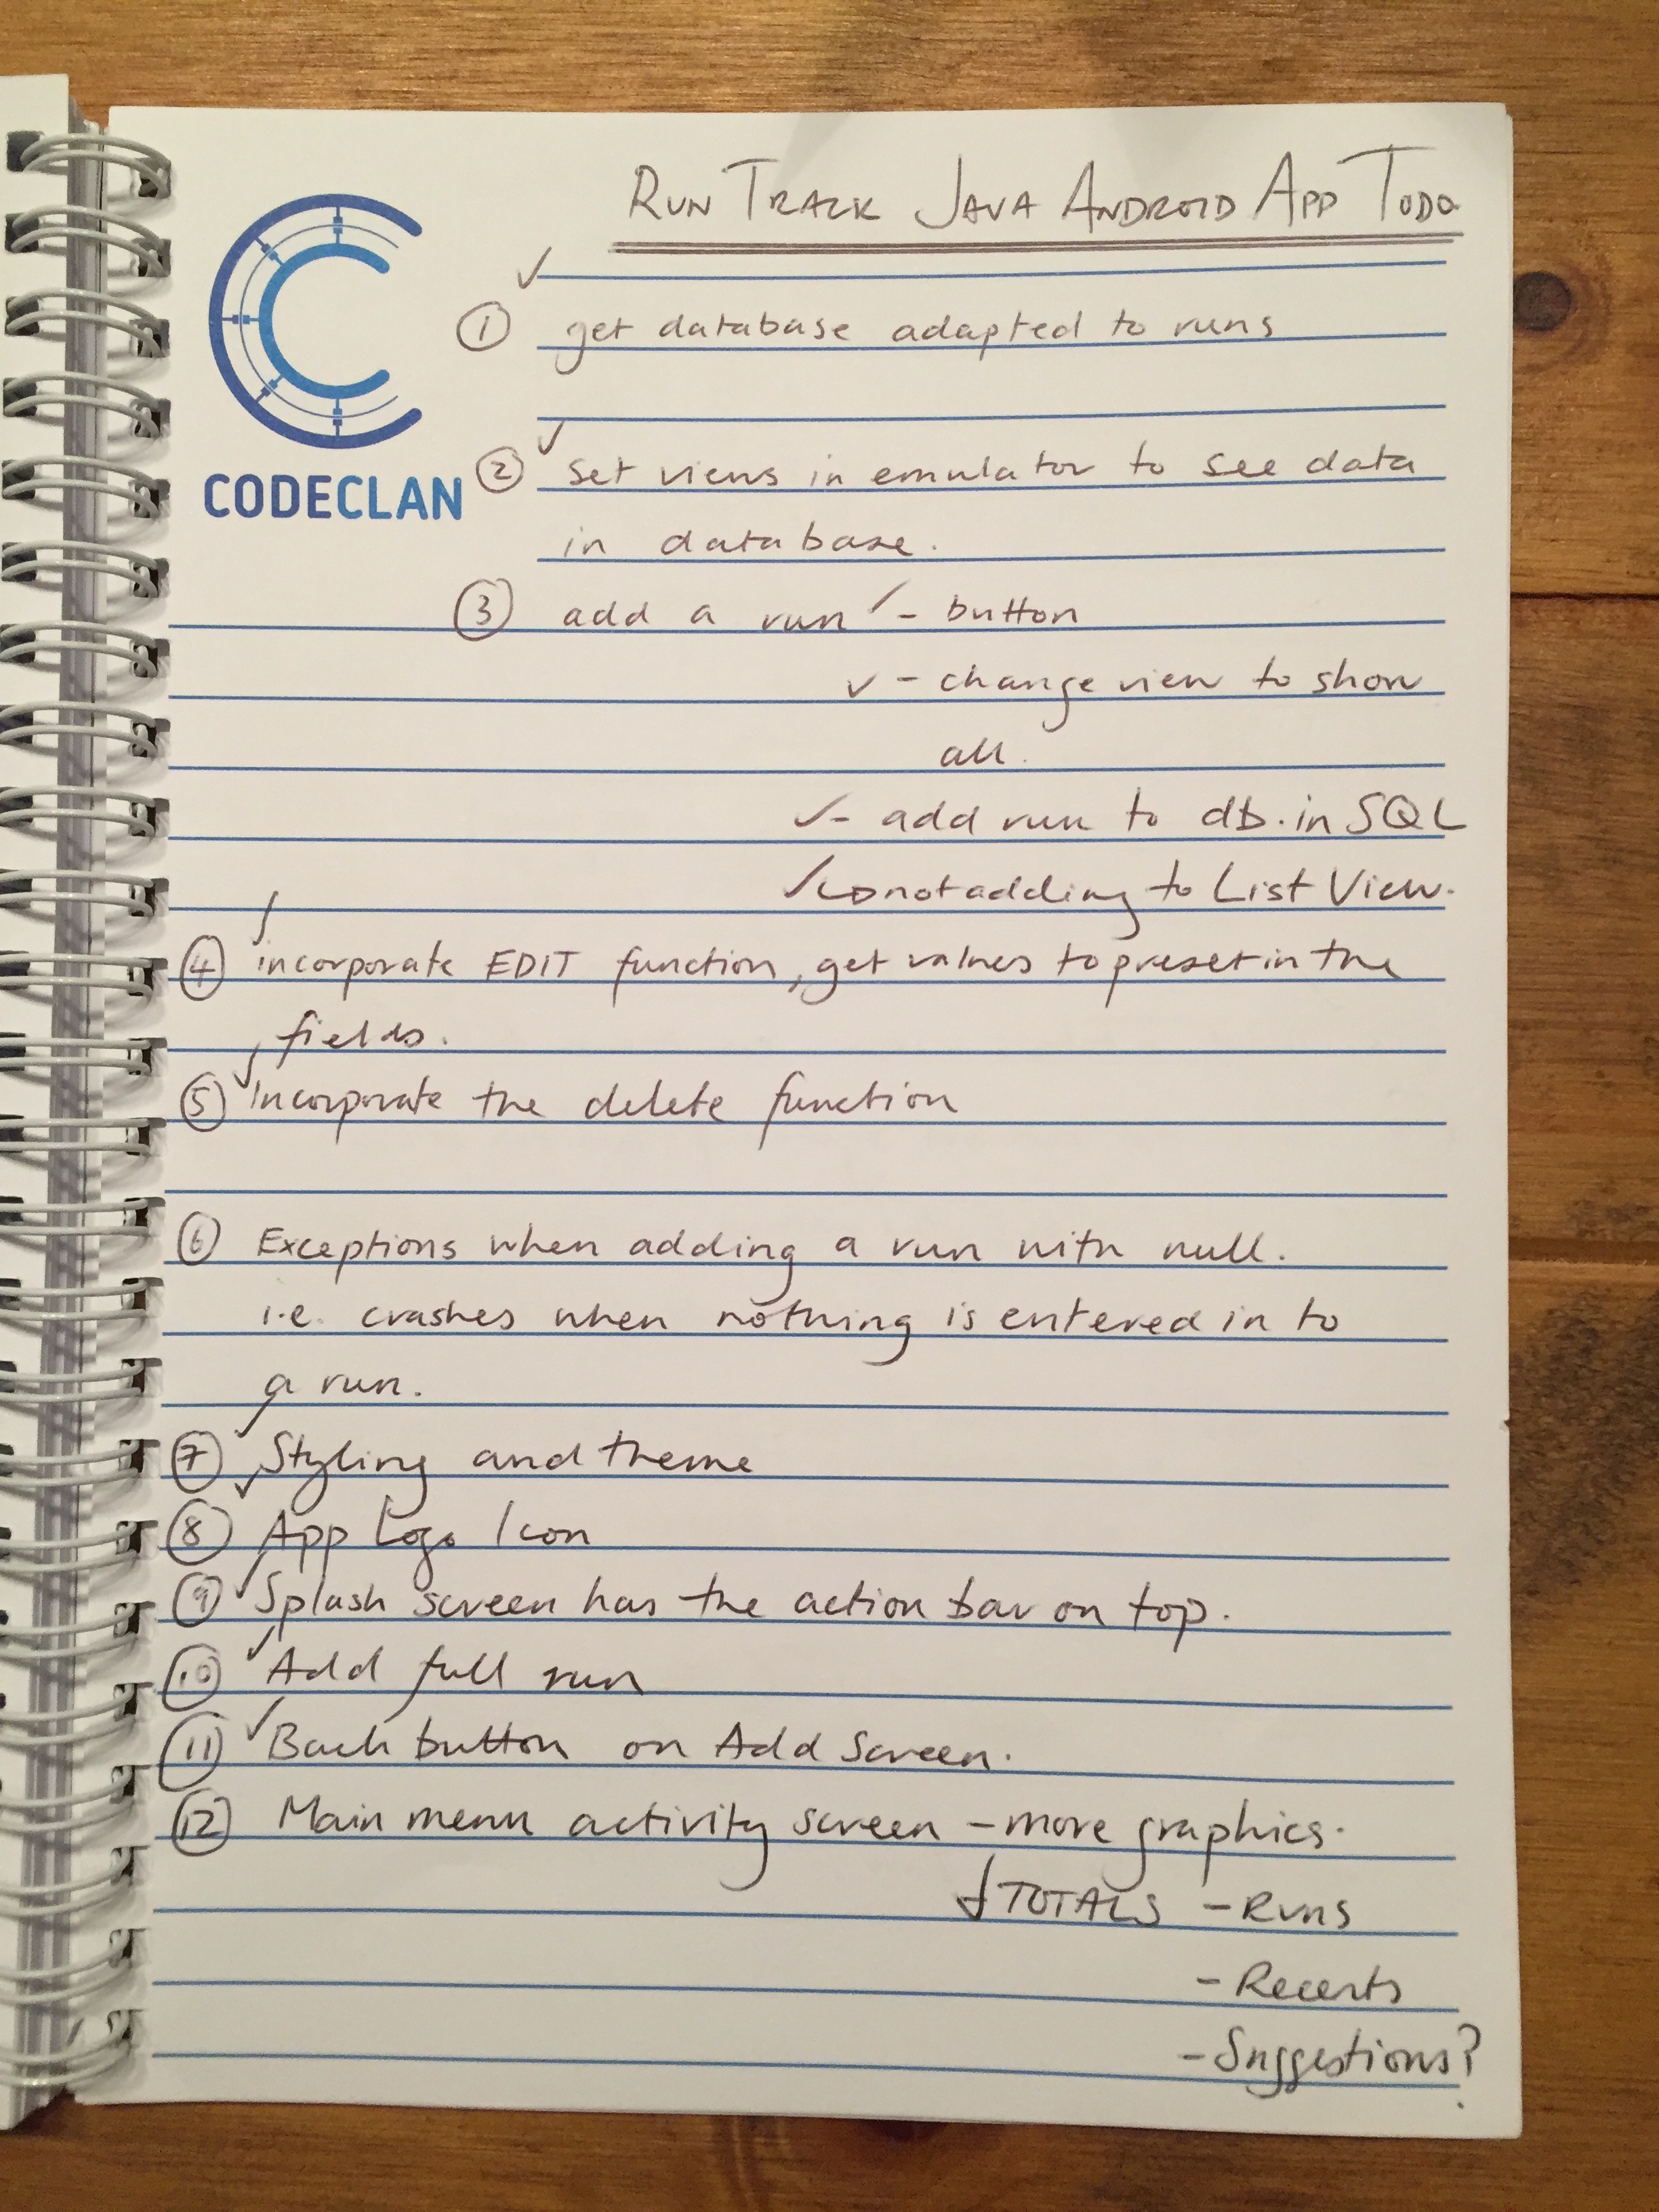 RUN TRACK JAVA ANDROID APP TODO
CODECLAN
✓
① get database adapted to runs
② ✓ set views in emulator to see data
in database.
③ add a run ✓ - button
✓ - change view to show
all.
✓ - add run to db. in SQL
✓ ↳ not adding to List View.
④ incorporate EDIT function, get values to preset in the
fields.
⑤ ✓ Incorporate the delete function
⑥ Exceptions when adding a run with null.
i.e. crashes when nothing is entered in to
a run.
⑦ ✓ Styling and theme
⑧ ✓ App Logo Icon
⑨ ✓ Splash screen has the action bar on top.
⑩ ✓ Add full run
⑪ ✓ Back button on Add Screen.
⑫ Main menu activity screen - more graphics.
↓ TOTALS - Runs
- Recents
- Suggestions?